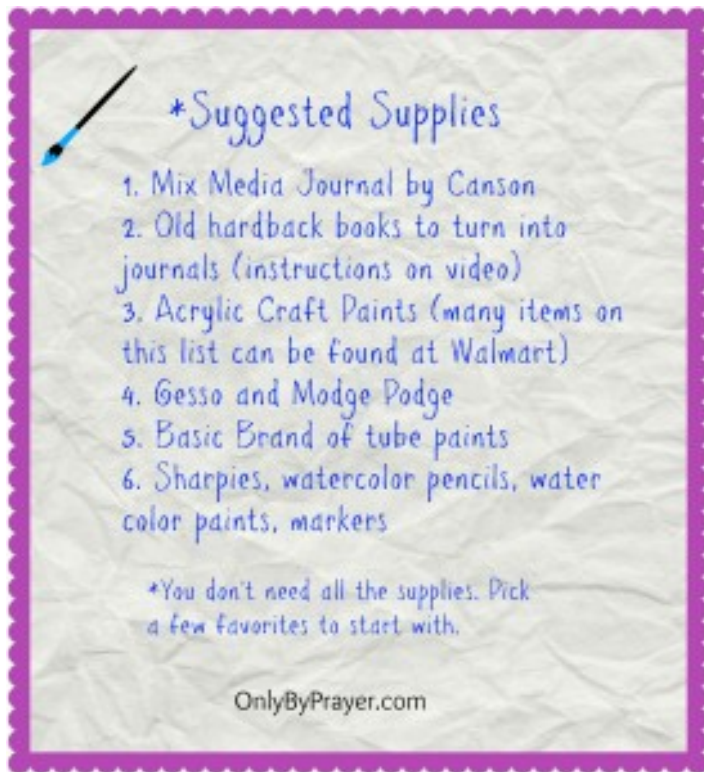 *Suggested Supplies
1. Mix Media Journal by Canson
2. Old hardback books to turn into
journals (instructions on video)
3. Acrylic Craft Paints (many items on
this list can be found at Walmart)
4. Gesso and Modge Podge
5. Basic Brand of tube paints
6. Sharpies, watercolor pencils, water
color paints, markers
*You don't need all the supplies. Pick
a few favorites to start with.
OnlyByPrayer.com